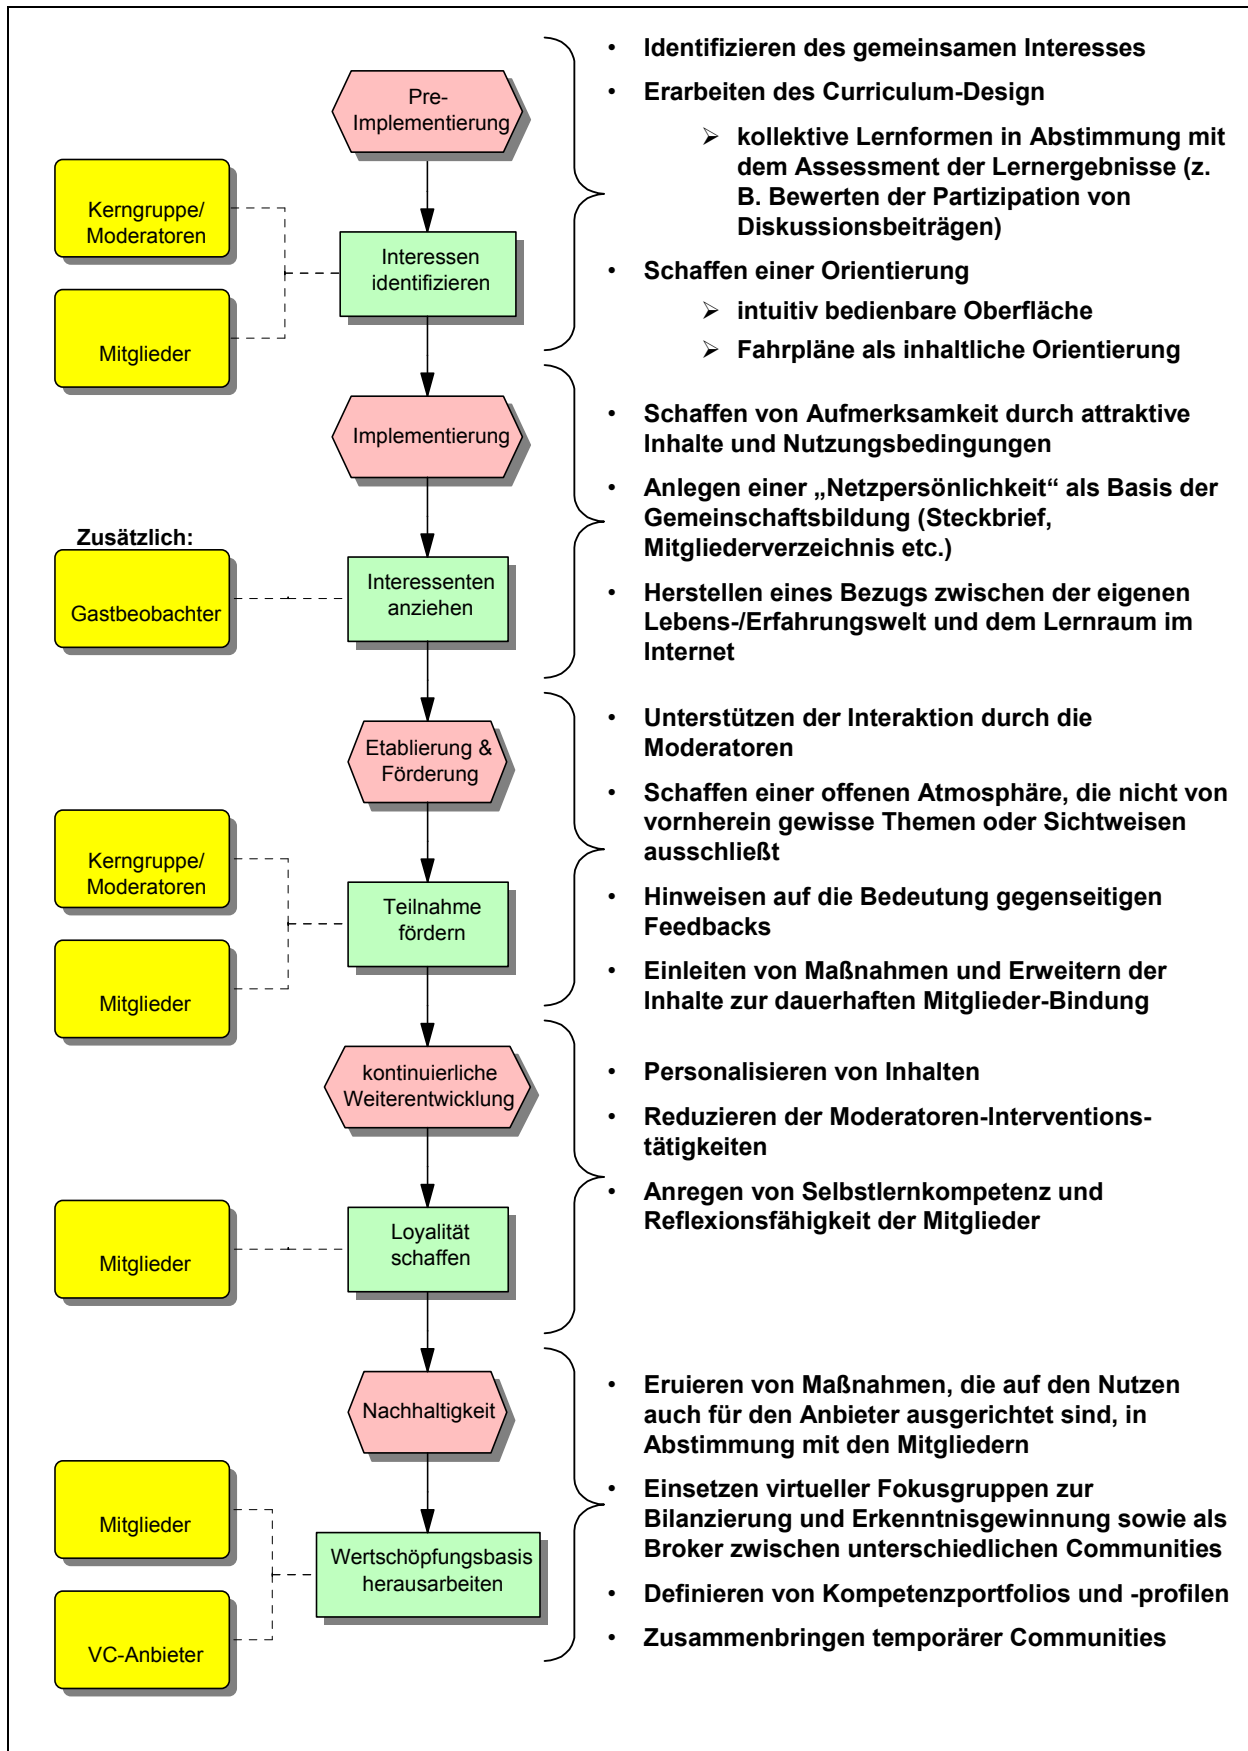 Pre-
Implementierung
Kerngruppe/
Moderatoren
Interessen
identifizieren
Mitglieder
• Identifizieren des gemeinsamen Interesses
• Erarbeiten des Curriculum-Design
➢ kollektive Lernformen in Abstimmung mit
dem Assessment der Lernergebnisse (z.
B. Bewerten der Partizipation von
Diskussionsbeiträgen)
• Schaffen einer Orientierung
➢ intuitiv bedienbare Oberfläche
➢ Fahrpläne als inhaltliche Orientierung
Implementierung
Zusätzlich:
Gastbeobachter
Interessenten
anziehen
• Schaffen von Aufmerksamkeit durch attraktive
Inhalte und Nutzungsbedingungen
• Anlegen einer „Netzpersönlichkeit“ als Basis der
Gemeinschaftsbildung (Steckbrief,
Mitgliederverzeichnis etc.)
• Herstellen eines Bezugs zwischen der eigenen
Lebens-/Erfahrungswelt und dem Lernraum im
Internet
Etablierung &
Förderung
Kerngruppe/
Moderatoren
Teilnahme
fördern
Mitglieder
• Unterstützen der Interaktion durch die
Moderatoren
• Schaffen einer offenen Atmosphäre, die nicht von
vornherein gewisse Themen oder Sichtweisen
ausschließt
• Hinweisen auf die Bedeutung gegenseitigen
Feedbacks
• Einleiten von Maßnahmen und Erweitern der
Inhalte zur dauerhaften Mitglieder-Bindung
kontinuierliche
Weiterentwicklung
Mitglieder
Loyalität
schaffen
• Personalisieren von Inhalten
• Reduzieren der Moderatoren-Interventions-
tätigkeiten
• Anregen von Selbstlernkompetenz und
Reflexionsfähigkeit der Mitglieder
Nachhaltigkeit
Mitglieder
Wertschöpfungsbasis
herausarbeiten
VC-Anbieter
• Eruieren von Maßnahmen, die auf den Nutzen
auch für den Anbieter ausgerichtet sind, in
Abstimmung mit den Mitgliedern
• Einsetzen virtueller Fokusgruppen zur
Bilanzierung und Erkenntnisgewinnung sowie als
Broker zwischen unterschiedlichen Communities
• Definieren von Kompetenzportfolios und -profilen
• Zusammenbringen temporärer Communities